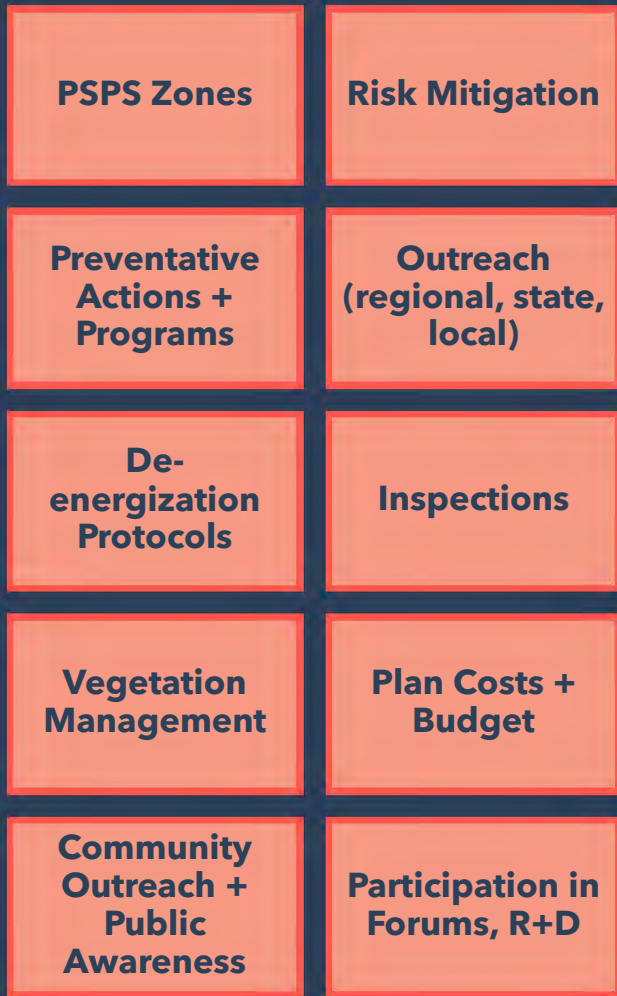 PSPS Zones
Risk Mitigation
Preventative
Actions +
Programs
Outreach
(regional, state,
local)
De-
energization
Protocols
Inspections
Vegetation
Management
Plan Costs +
Budget
Community
Outreach +
Public
Awareness
Participation in
Forums, R+D